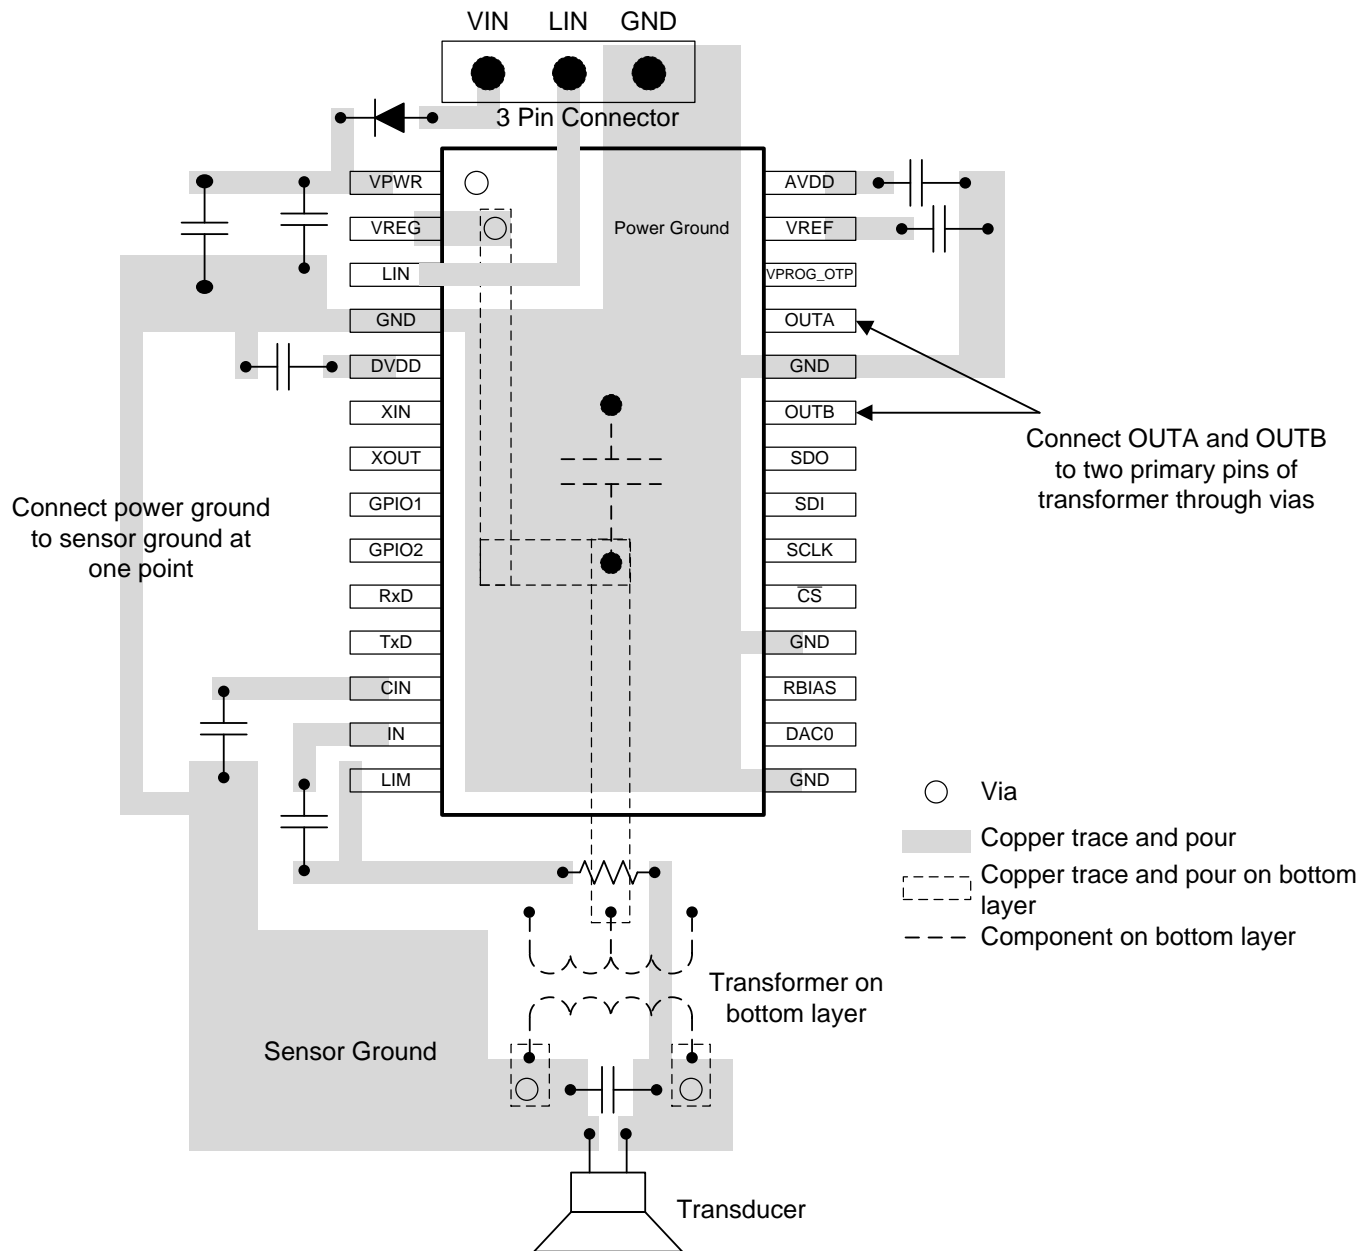 VIN LIN GND
3 Pin Connector
VPWR
VREG
LIN
GND
DVDD
XIN
XOUT
GPIO1
GPIO2
RxD
TxD
CIN
IN
LIM
Power Ground
AVDD
VREF
VPROG_OTP
OUTA
GND
OUTB
SDO
SDI
SCLK
CS
GND
RBIAS
DAC0
GND
Connect OUTA and OUTB
to two primary pins of
transformer through vias
Connect power ground
to sensor ground at
one point
Via
Copper trace and pour
Copper trace and pour on bottom
layer
Component on bottom layer
Transformer on
bottom layer
Sensor Ground
Transducer